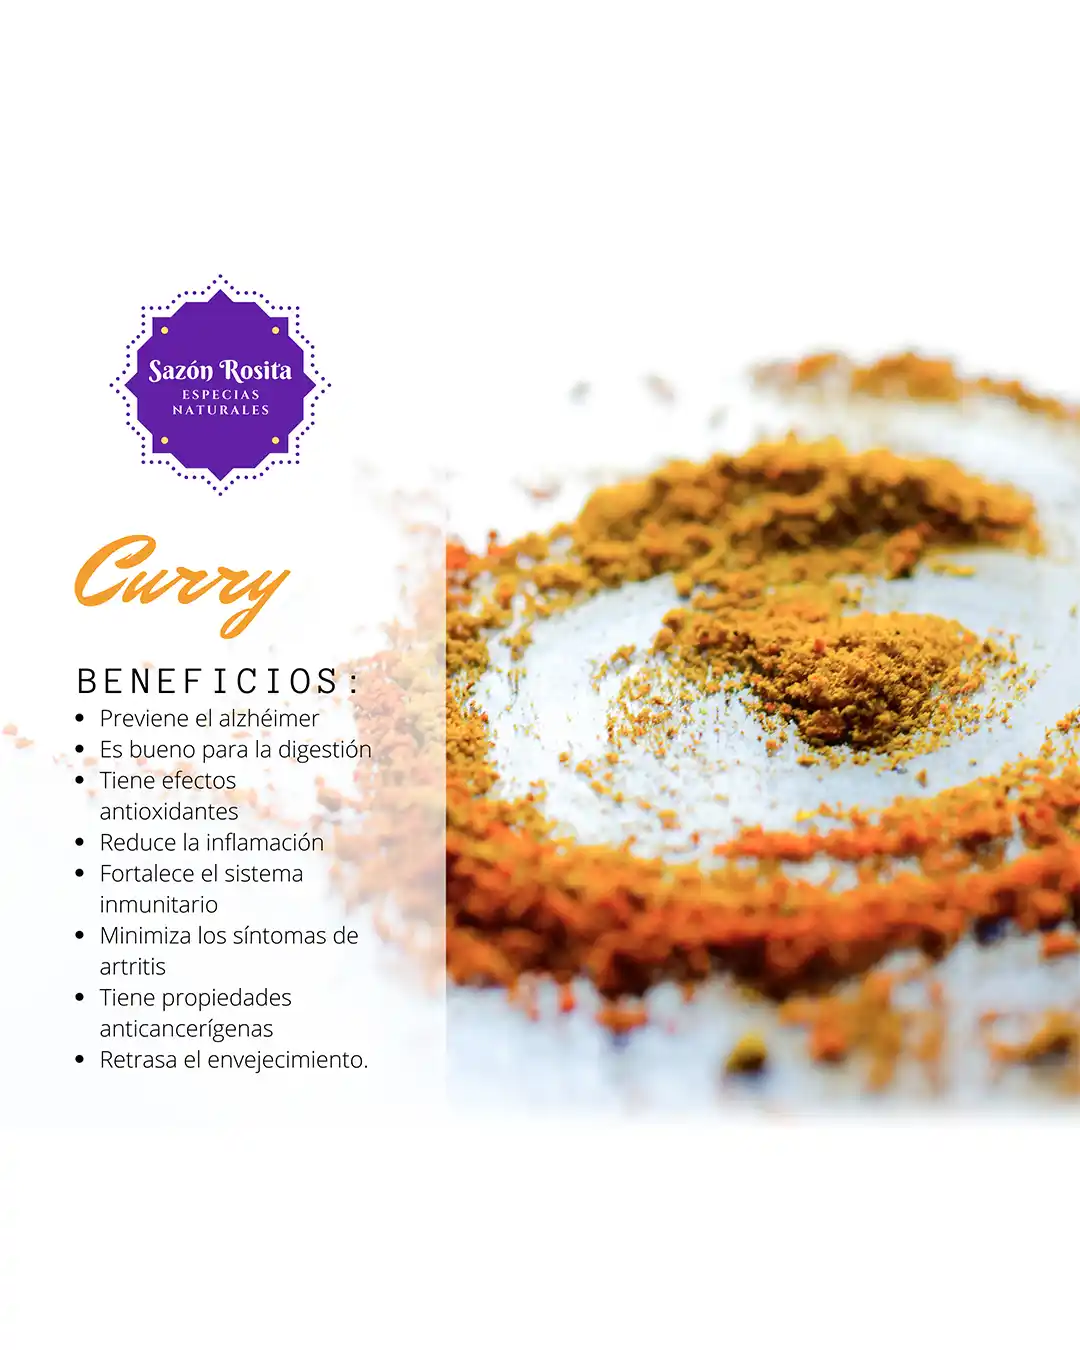 Sazón Rosita
ESPECIAS
NATURALES
Curry
BENEFICIOS:
• Previene el alzhéimer
• Es bueno para la digestión
• Tiene efectos
antioxidantes
• Reduce la inflamación
• Fortalece el sistema
inmunitario
• Minimiza los síntomas de
artritis
• Tiene propiedades
anticancerígenas
• Retrasa el envejecimiento.